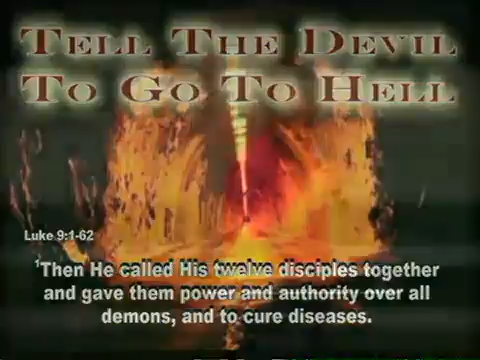 TELL THE DEVIL
TO GO TO HELL
Luke 9:1-62
¹Then He called His twelve disciples together
and gave them power and authority over all
demons, and to cure diseases.